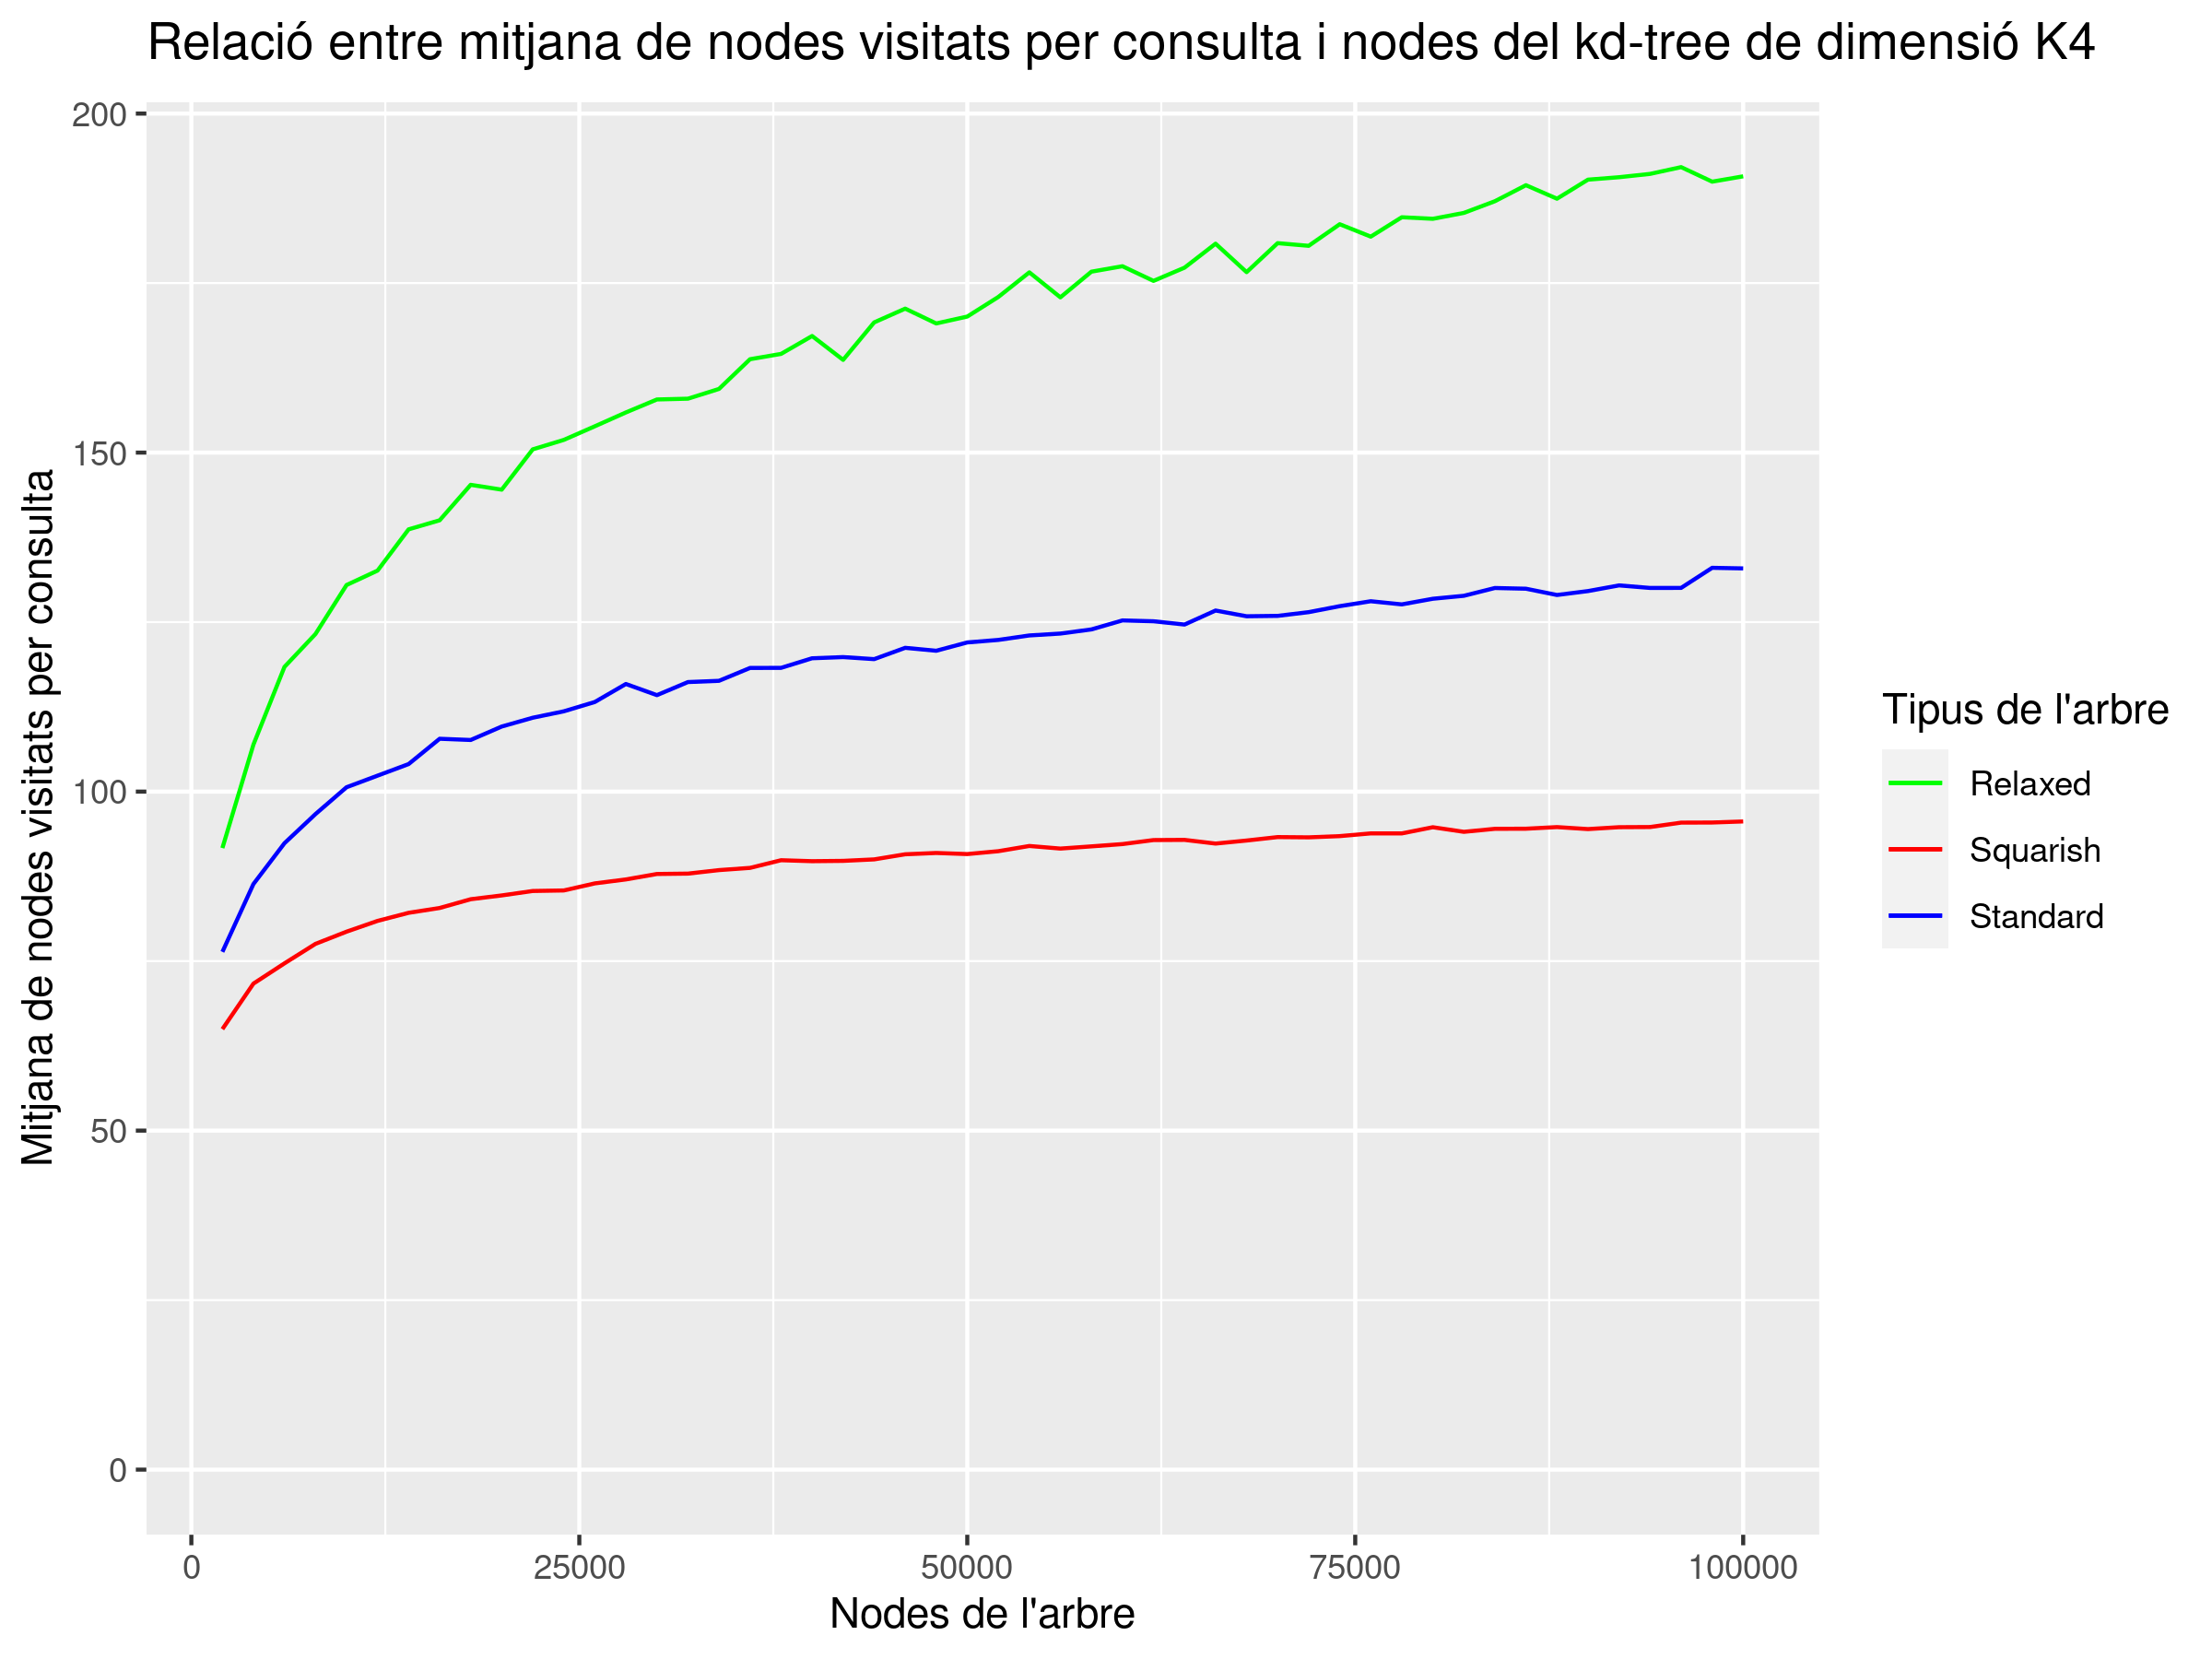 Relació entre mitjana de nodes visitats per consulta i nodes del kd-tree de dimensió K4
Mitjana de nodes visitats per consulta
200
150
100
50
0
0 25000 50000 75000 100000
Nodes de l'arbre
Tipus de l'arbre
Relaxed
Squarish
Standard